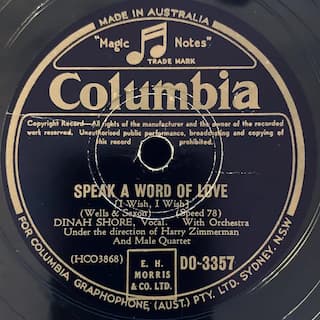 MADE IN AUSTRALIA
"Magic Notes"
TRADE MARK
Columbia
Copyright Record—All rights of the manufacturer and the owner of the recorded
work reserved. Unauthorised public performance, broadcasting and copying of
this record prohibited.
SPEAK A WORD OF LOVE
[I Wish, I Wish]
(Wells & Saxon) (Speed 78)
DINAH SHORE, Vocal. With Orchestra
Under the direction of Harry Zimmerman
And Male Quartet
(HCO3868)
E. H.
MORRIS
& CO. LTD.
DO-3357
FOR COLUMBIA GRAPHOPHONE (AUST.) PTY. LTD. SYDNEY, N.S.W.